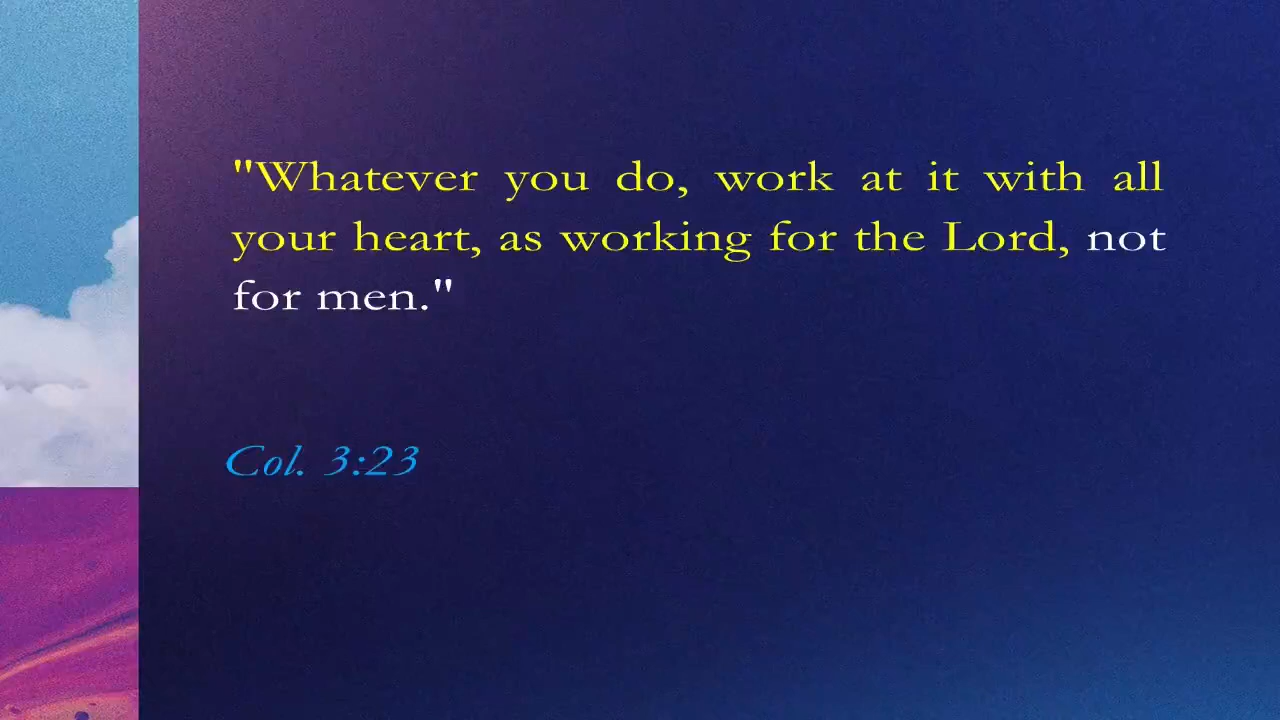 "Whatever you do, work at it with all
your heart, as working for the Lord, not
for men."
Col. 3:23